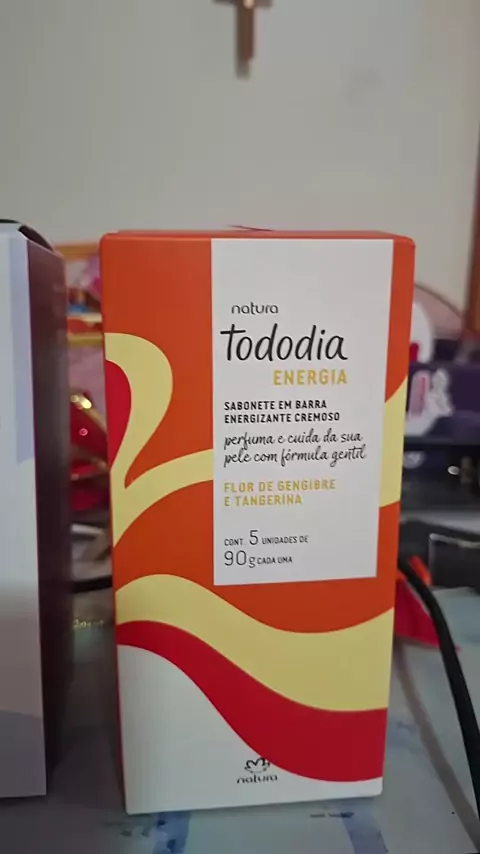 natura
tododia
ENERGIA
SABONETE EM BARRA
ENERGIZANTE CREMOSO
perfuma e cuida da sua
pele com fórmula gentil
FLOR DE GENGIBRE
E TANGERINA
CONT. 5 UNIDADES DE
90g CADA UMA
natura